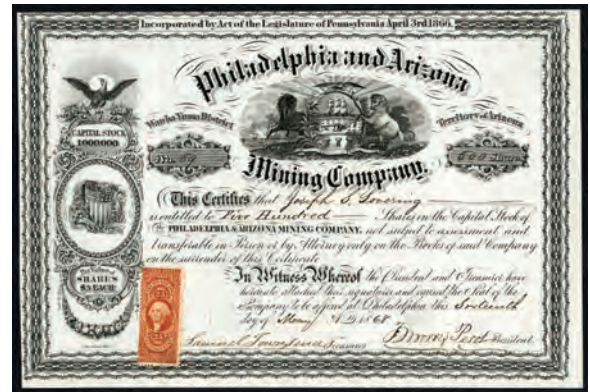 Incorporated by Act of the Legislature of Pennsylvania April 3rd 1866.
Philadelphia and Arizona
Wauba Yuma District
Territory of Arizona
CAPITAL STOCK
1000000
No. 89
500 Shares
Mining Company.
This Certifies that Joseph S. Lovering
is entitled to Five Hundred Shares in the Capital Stock of
THE PHILADELPHIA & ARIZONA MINING COMPANY, not subject to assessment and
transferable in Person or by Attorney only on the Books of said Company
on the surrender of this Certificate
SHARES
$5 EACH
In Witness Whereof the President and Treasurer have
hereunto attached their signatures and caused the Seal of the
Company to be affixed at Philadelphia this Sixteenth
day of May A.D. 1868.
Samuel Townsend Treasurer
President